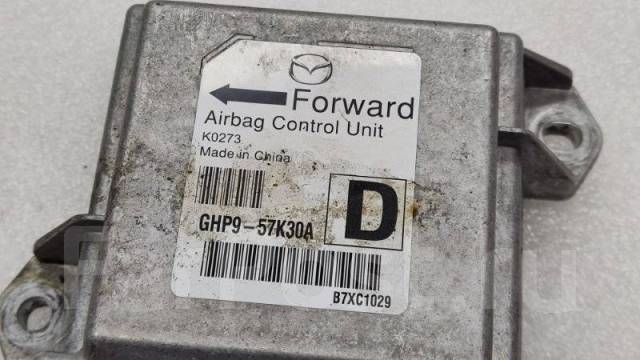 Forward
Airbag Control Unit
K0273
Made in China
D
GHP9-57K30A
B7XC1029